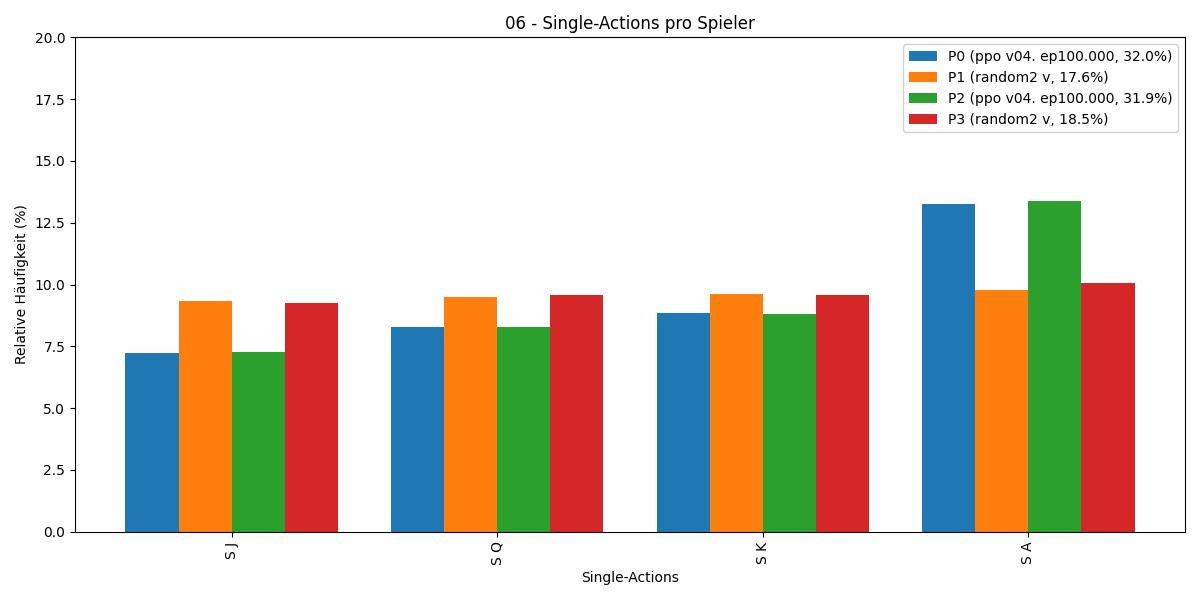 06 - Single-Actions pro Spieler
20.0
17.5
15.0
12.5
10.0
7.5
5.0
2.5
0.0
Relative Häufigkeit (%)
P0 (ppo v04. ep100.000, 32.0%)
P1 (random2 v, 17.6%)
P2 (ppo v04. ep100.000, 31.9%)
P3 (random2 v, 18.5%)
S J
S Q
S K
S A
Single-Actions